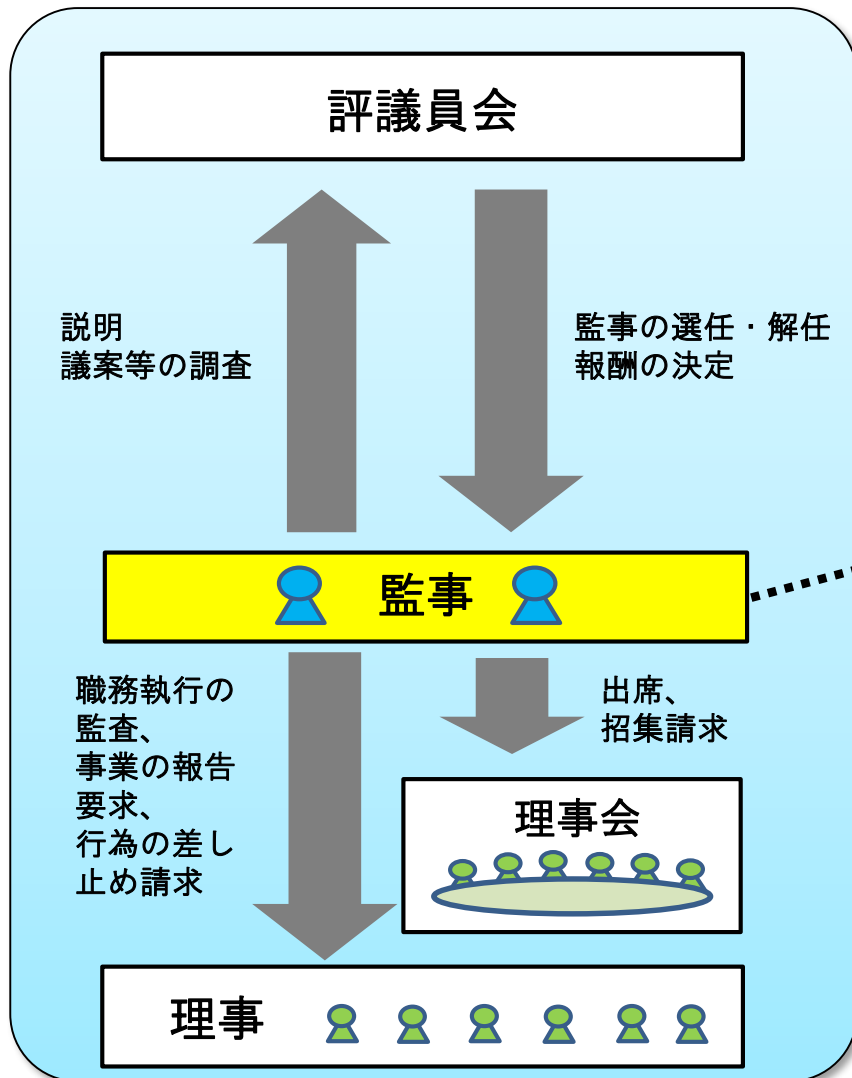 評議員会
説明
議案等の調査
監事の選任・解任
報酬の決定
監事
職務執行の
監査、
事業の報告
要求、
行為の差し
止め請求
出席、
招集請求
理事会
理事